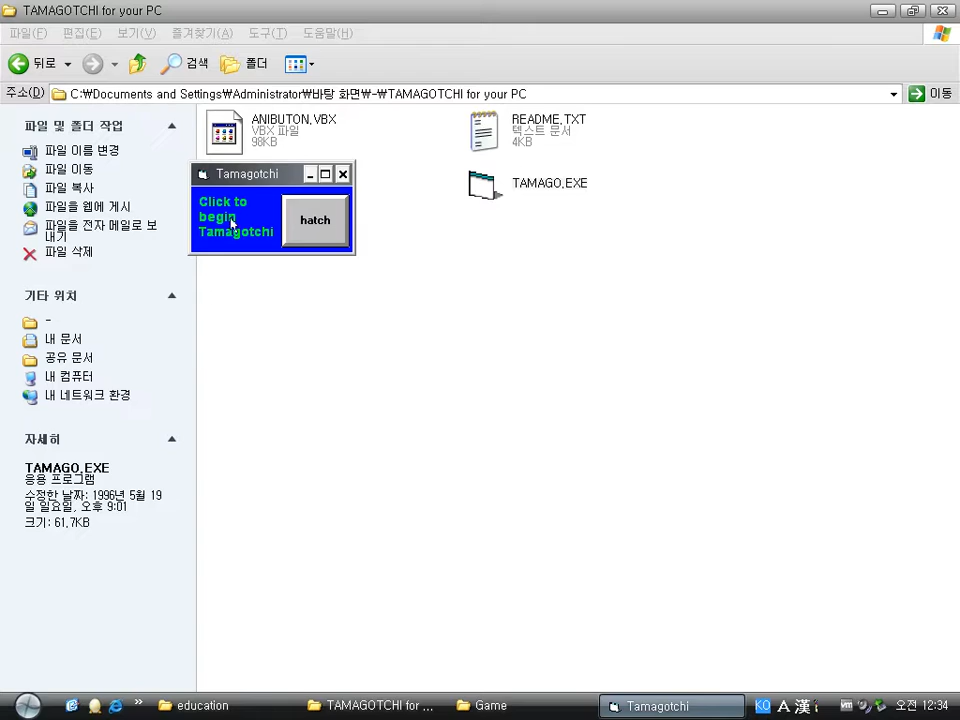 TAMAGOTCHI for your PC
파일(F) 편집(E) 보기(V) 즐겨찾기(A) 도구(T) 도움말(H)
뒤로 검색 폴더
주소(D) C:₩Documents and Settings₩Administrator₩바탕 화면₩-₩TAMAGOTCHI for your PC 이동
파일 및 폴더 작업
파일 이름 변경
파일 이동
파일 복사
파일을 웹에 게시
파일을 전자 메일로 보
내기
파일 삭제
기타 위치
-
내 문서
공유 문서
내 컴퓨터
내 네트워크 환경
자세히
TAMAGO.EXE
응용 프로그램
수정한 날짜: 1996년 5월 19
일 일요일, 오후 9:01
크기: 61.7KB
ANIBUTON.VBX
VBX 파일
98KB
README.TXT
텍스트 문서
4KB
TAMAGO.EXE
Tamagotchi
Click to
begin
Tamagotchi
hatch
» education TAMAGOTCHI for ... Game Tamagotchi KO A 漢 오전 12:34